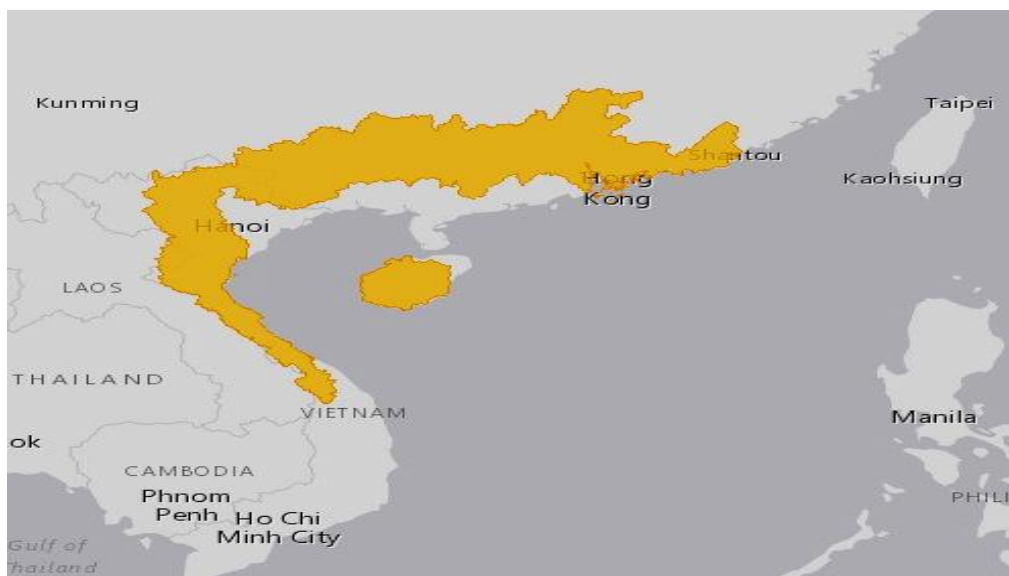 Kunming
Taipei
Shantou
Hong
Kong
Kaohsiung
Hanoi
LAOS
THAILAND
VIETNAM
Manila
ok
CAMBODIA
Phnom
Penh
Ho Chi
Minh City
PHILI
Gulf of
Thailand